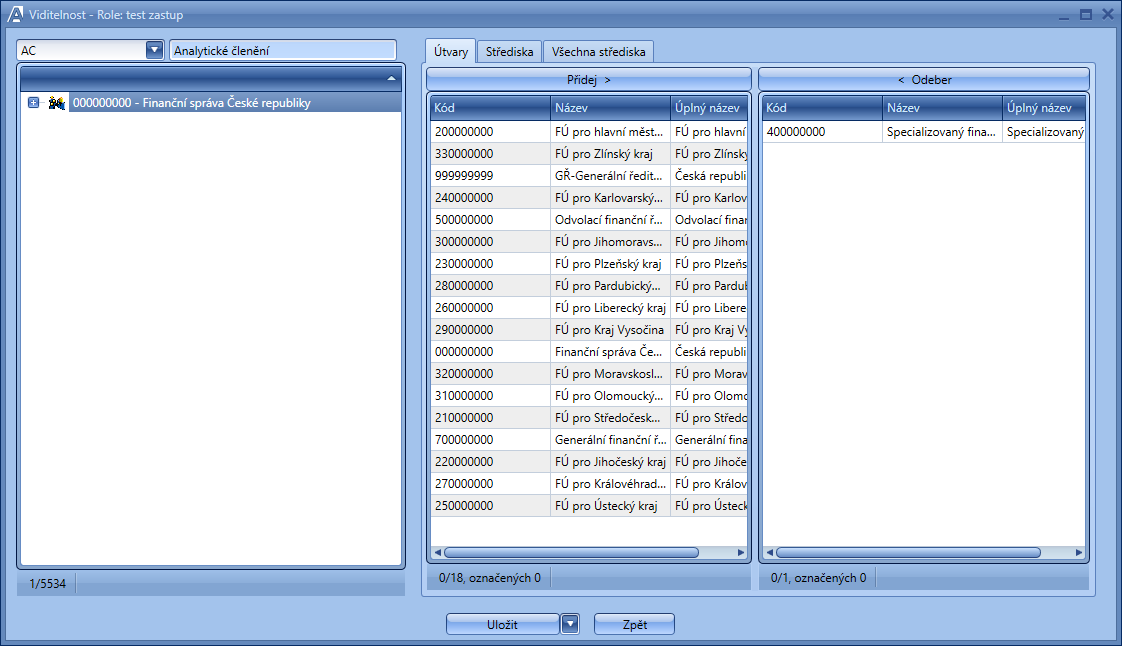 Viditelnost - Role: test zastup
AC
Analytické členění
000000000 - Finanční správa České republiky
1/5534
Útvary
Střediska
Všechna střediska
Přidej >
Kód Název Úplný název
200000000 FÚ pro hlavní měst... FÚ pro hlavní
330000000 FÚ pro Zlínský kraj FÚ pro Zlínský
999999999 GŘ-Generální ředit... Česká republi
240000000 FÚ pro Karlovarský... FÚ pro Karlov
500000000 Odvolací finanční ř... Odvolací finan
300000000 FÚ pro Jihomoravs... FÚ pro Jihom
230000000 FÚ pro Plzeňský kraj FÚ pro Plzeňs
280000000 FÚ pro Pardubický... FÚ pro Pardub
260000000 FÚ pro Liberecký kraj FÚ pro Libere
290000000 FÚ pro Kraj Vysočina FÚ pro Kraj Vy
000000000 Finanční správa Če... Česká republi
320000000 FÚ pro Moravskosl... FÚ pro Morav
310000000 FÚ pro Olomoucký... FÚ pro Olomo
210000000 FÚ pro Středočesk... FÚ pro Středo
700000000 Generální finanční ř... Generální fina
220000000 FÚ pro Jihočeský kraj FÚ pro Jihoče
270000000 FÚ pro Královéhrad... FÚ pro Králov
250000000 FÚ pro Ústecký kraj FÚ pro Ústeck
0/18, označených 0
< Odeber
Kód Název Úplný název
400000000 Specializovaný fina... Specializovaný
0/1, označených 0
Uložit
Zpět